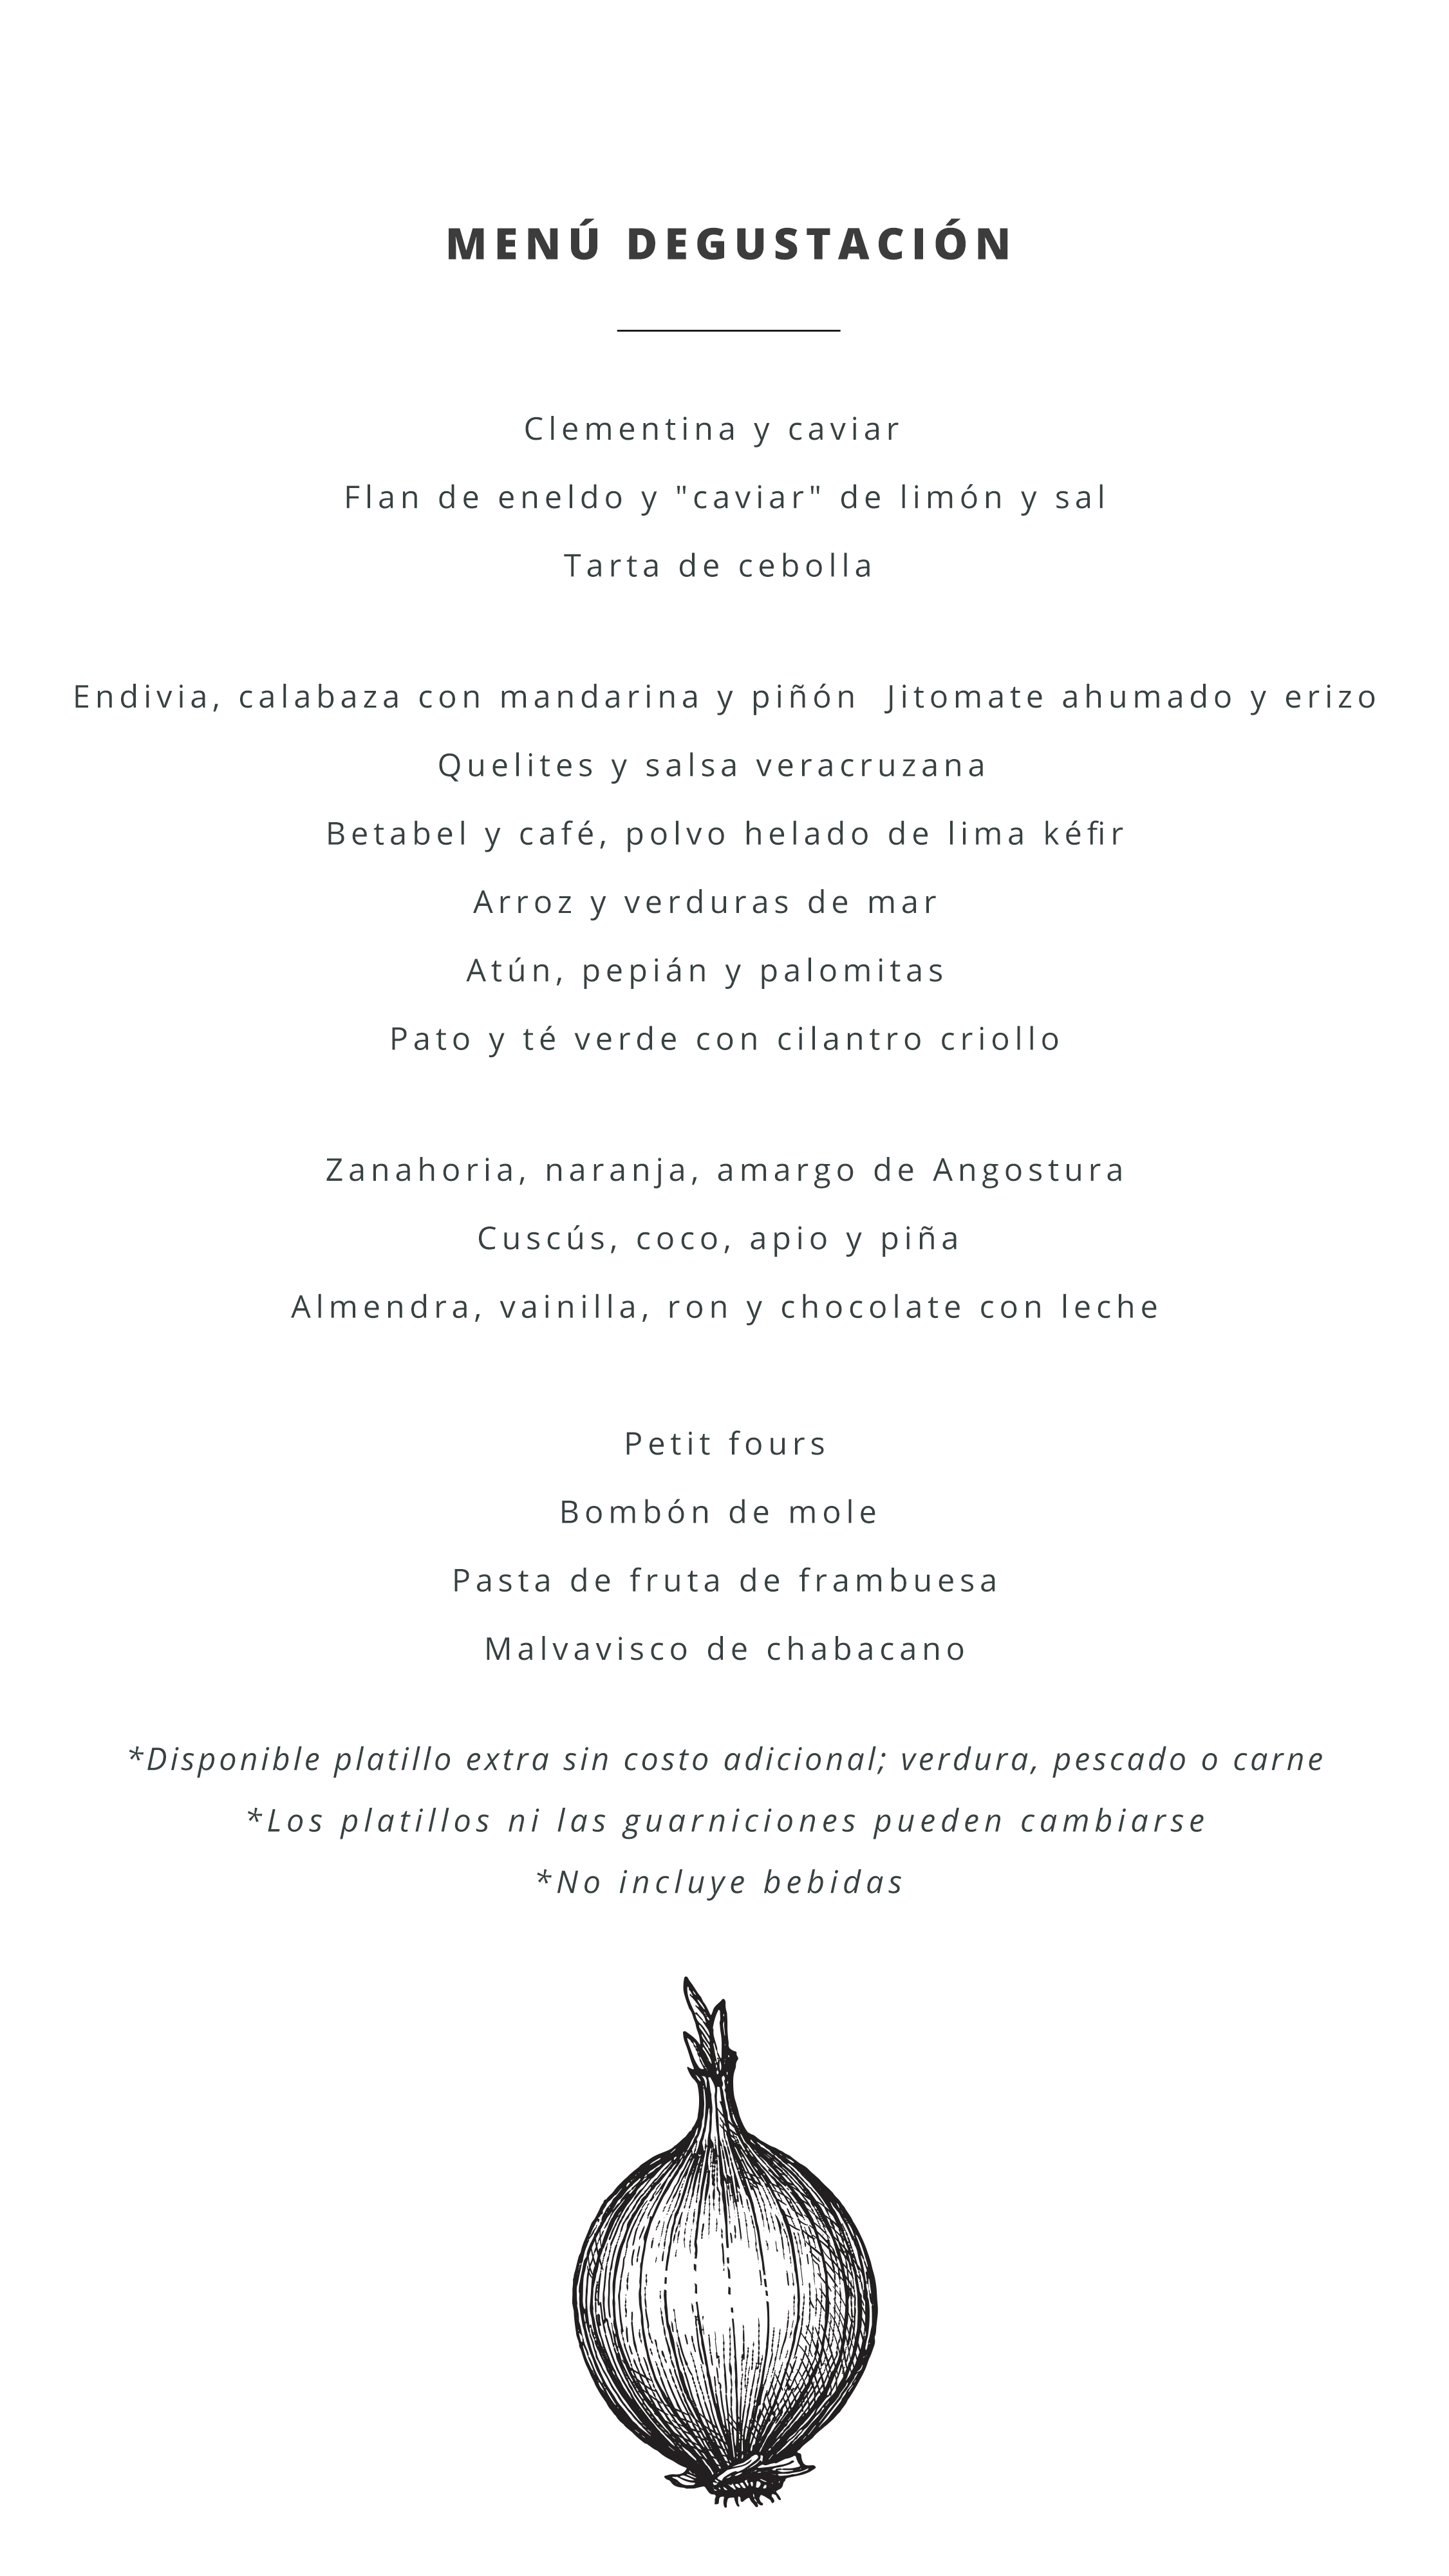 MENÚ DEGUSTACIÓN
Clementina y caviar
Flan de eneldo y "caviar" de limón y sal
Tarta de cebolla
Endivia, calabaza con mandarina y piñón  Jitomate ahumado y erizo
Quelites y salsa veracruzana
Betabel y café, polvo helado de lima kéfir
Arroz y verduras de mar
Atún, pepián y palomitas
Pato y té verde con cilantro criollo
Zanahoria, naranja, amargo de Angostura
Cuscús, coco, apio y piña
Almendra, vainilla, ron y chocolate con leche
Petit fours
Bombón de mole
Pasta de fruta de frambuesa
Malvavisco de chabacano
*Disponible platillo extra sin costo adicional; verdura, pescado o carne
*Los platillos ni las guarniciones pueden cambiarse
*No incluye bebidas